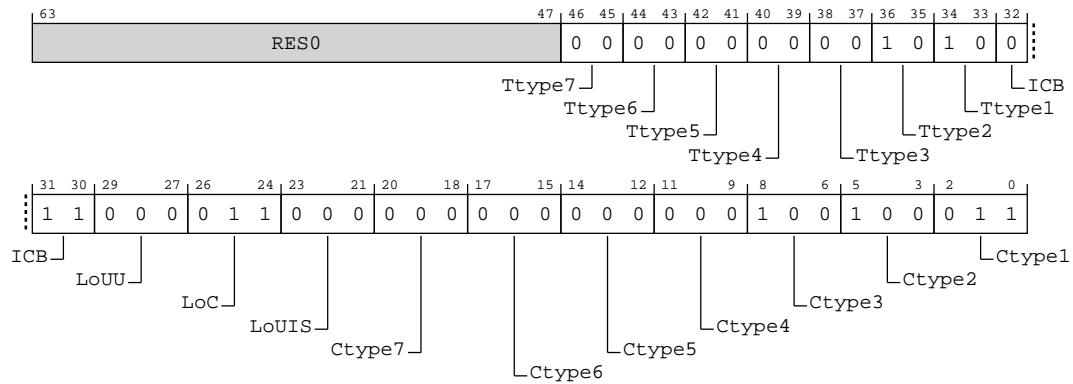 63 47 46 45 44 43 42 41 40 39 38 37 36 35 34 33 32
RES0 0 0 0 0 0 0 0 0 0 0 1 0 1 0 0
Ttype7 ICB
Ttype6 Ttype1
Ttype5 Ttype2
Ttype4 Ttype3
31 30 29 27 26 24 23 21 20 18 17 15 14 12 11 9 8 6 5 3 2 0
1 1 0 0 0 0 1 1 0 0 0 0 0 0 0 0 0 0 0 0 0 0 0 1 0 0 1 0 0 0 1 1
ICB Ctype1
LoUU Ctype2
LoC Ctype3
LoUIS Ctype4
Ctype7 Ctype5
Ctype6